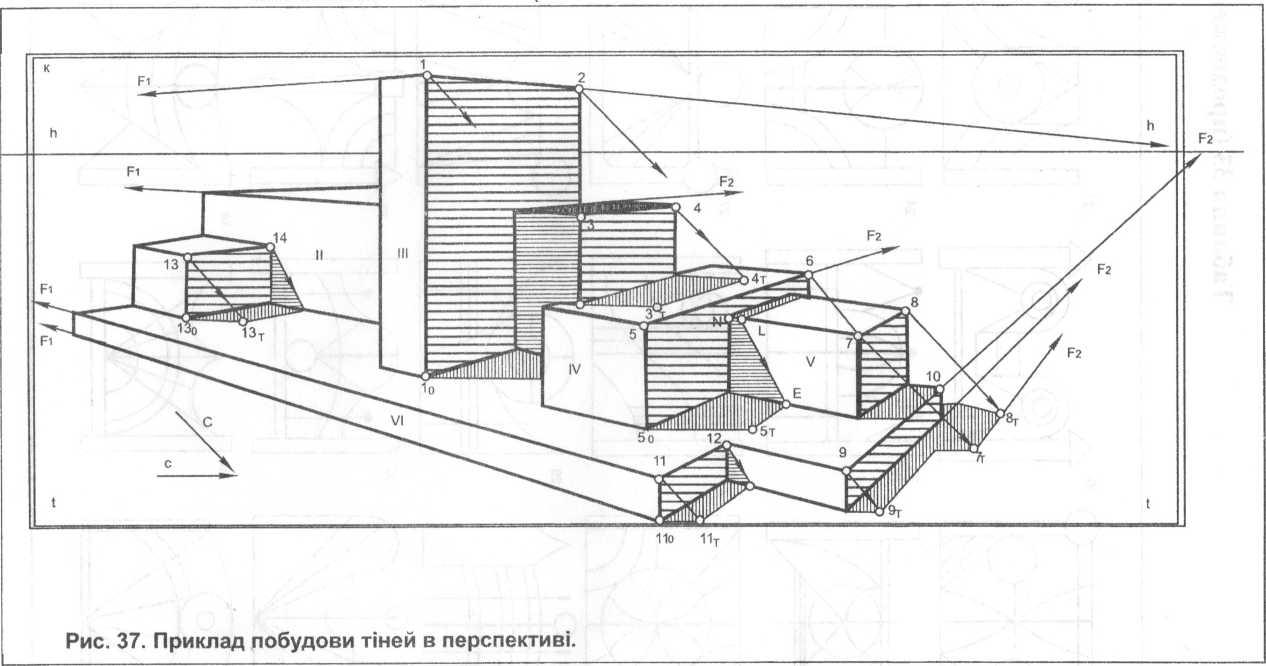 к
F1
1
2
h
h
F2
F1
F2
3
4
13
14
II
III
F2
6
4т
F1
13₀
13т
3т
F2
8
N
L
5
7
F1
1₀
IV
V
F2
10
VI
E
C
5₀
5т
8т
12
7т
c
11
9
t
t
9т
11₀
11т
Рис. 37. Приклад побудови тіней в перспективі.